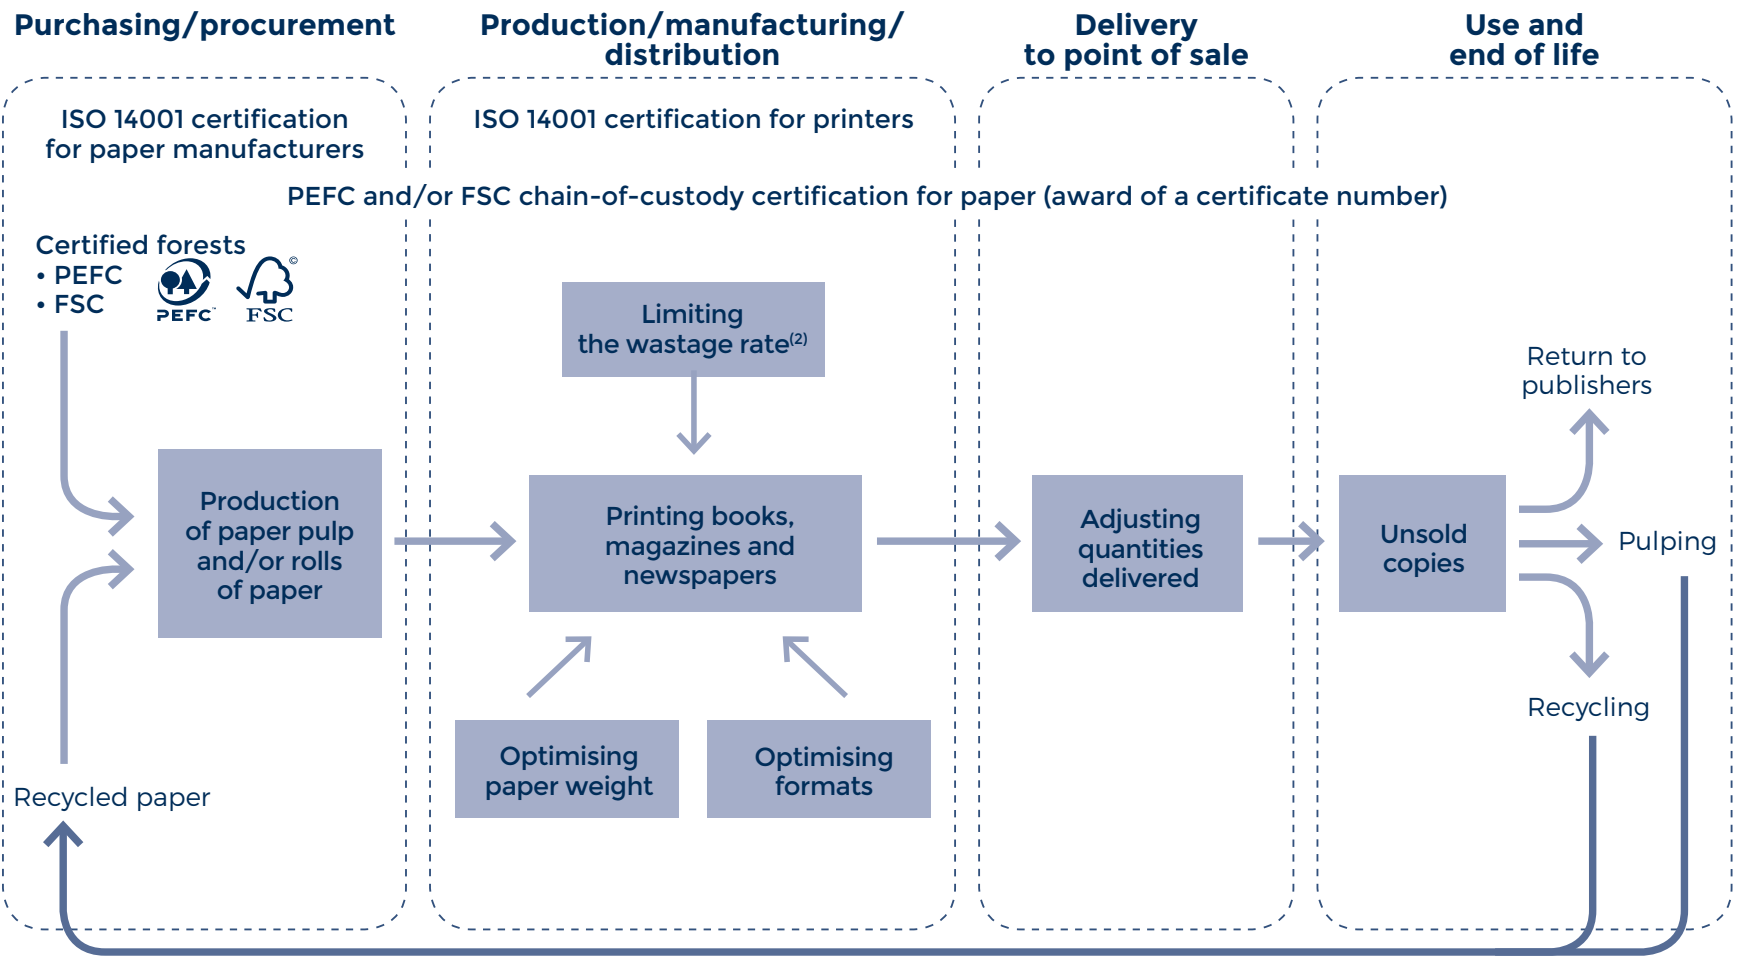 Purchasing/procurement
Production/manufacturing/
distribution
Delivery
to point of sale
Use and
end of life
ISO 14001 certification
for paper manufacturers
ISO 14001 certification for printers
PEFC and/or FSC chain-of-custody certification for paper (award of a certificate number)
Certified forests
• PEFC
• FSC
PEFC™
©
FSC
Limiting
the wastage rate(2)
Return to
publishers
Production
of paper pulp
and/or rolls
of paper
Printing books,
magazines and
newspapers
Adjusting
quantities
delivered
Unsold
copies
Pulping
Recycling
Optimising
paper weight
Optimising
formats
Recycled paper